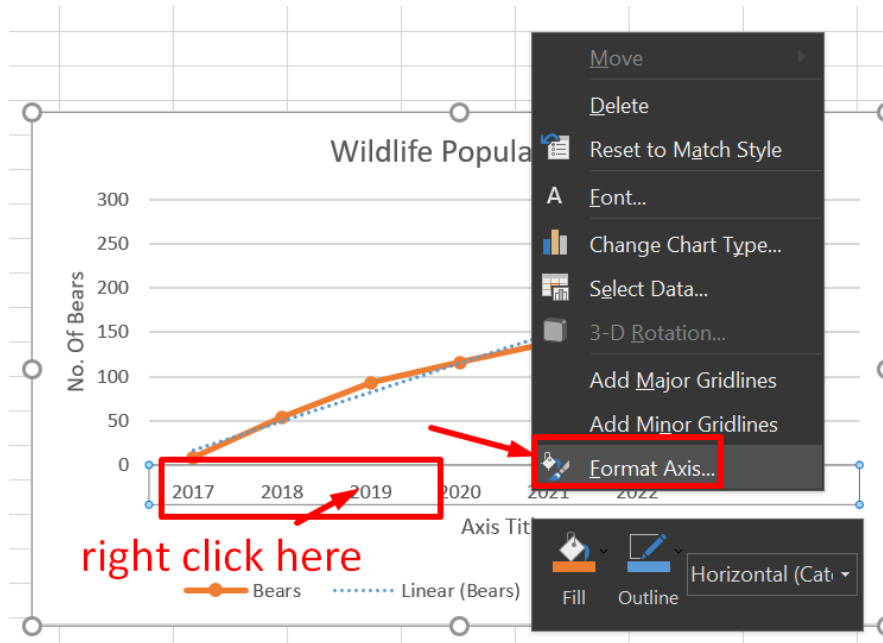 Move
Delete
Wildlife Popula
Reset to Match Style
A Font...
Change Chart Type...
Select Data...
3-D Rotation...
Add Major Gridlines
Add Minor Gridlines
Format Axis...
No. Of Bears
300
250
200
150
100
50
0
2017 2018 2019 2020 2021 2022
Axis Tit
right click here
Bears Linear (Bears)
Fill Outline Horizontal (Cat